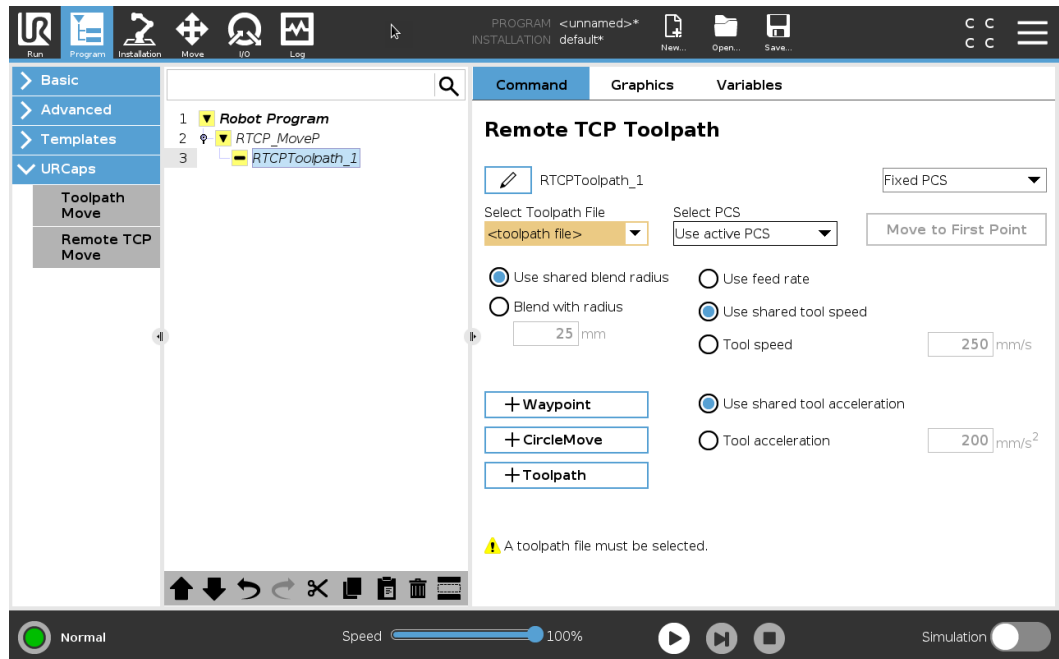 UR
PROGRAM <unnamed>*
INSTALLATION default*
C C
C C
Run Program Installation Move I/O Log
New... Open... Save...
Basic
Advanced
Templates
URCaps
Toolpath
Move
Remote TCP
Move
1 Robot Program
2 RTCP_MoveP
3 RTCPToolpath_1
Command Graphics Variables
Remote TCP Toolpath
RTCPToolpath_1
Fixed PCS
Select Toolpath File
Select PCS
<toolpath file>
Use active PCS
Move to First Point
Use shared blend radius
Use feed rate
Blend with radius
Use shared tool speed
25 mm
Tool speed
250 mm/s
+ Waypoint
Use shared tool acceleration
+ CircleMove
Tool acceleration
200 mm/s²
+ Toolpath
A toolpath file must be selected.
Normal
Speed
100%
Simulation